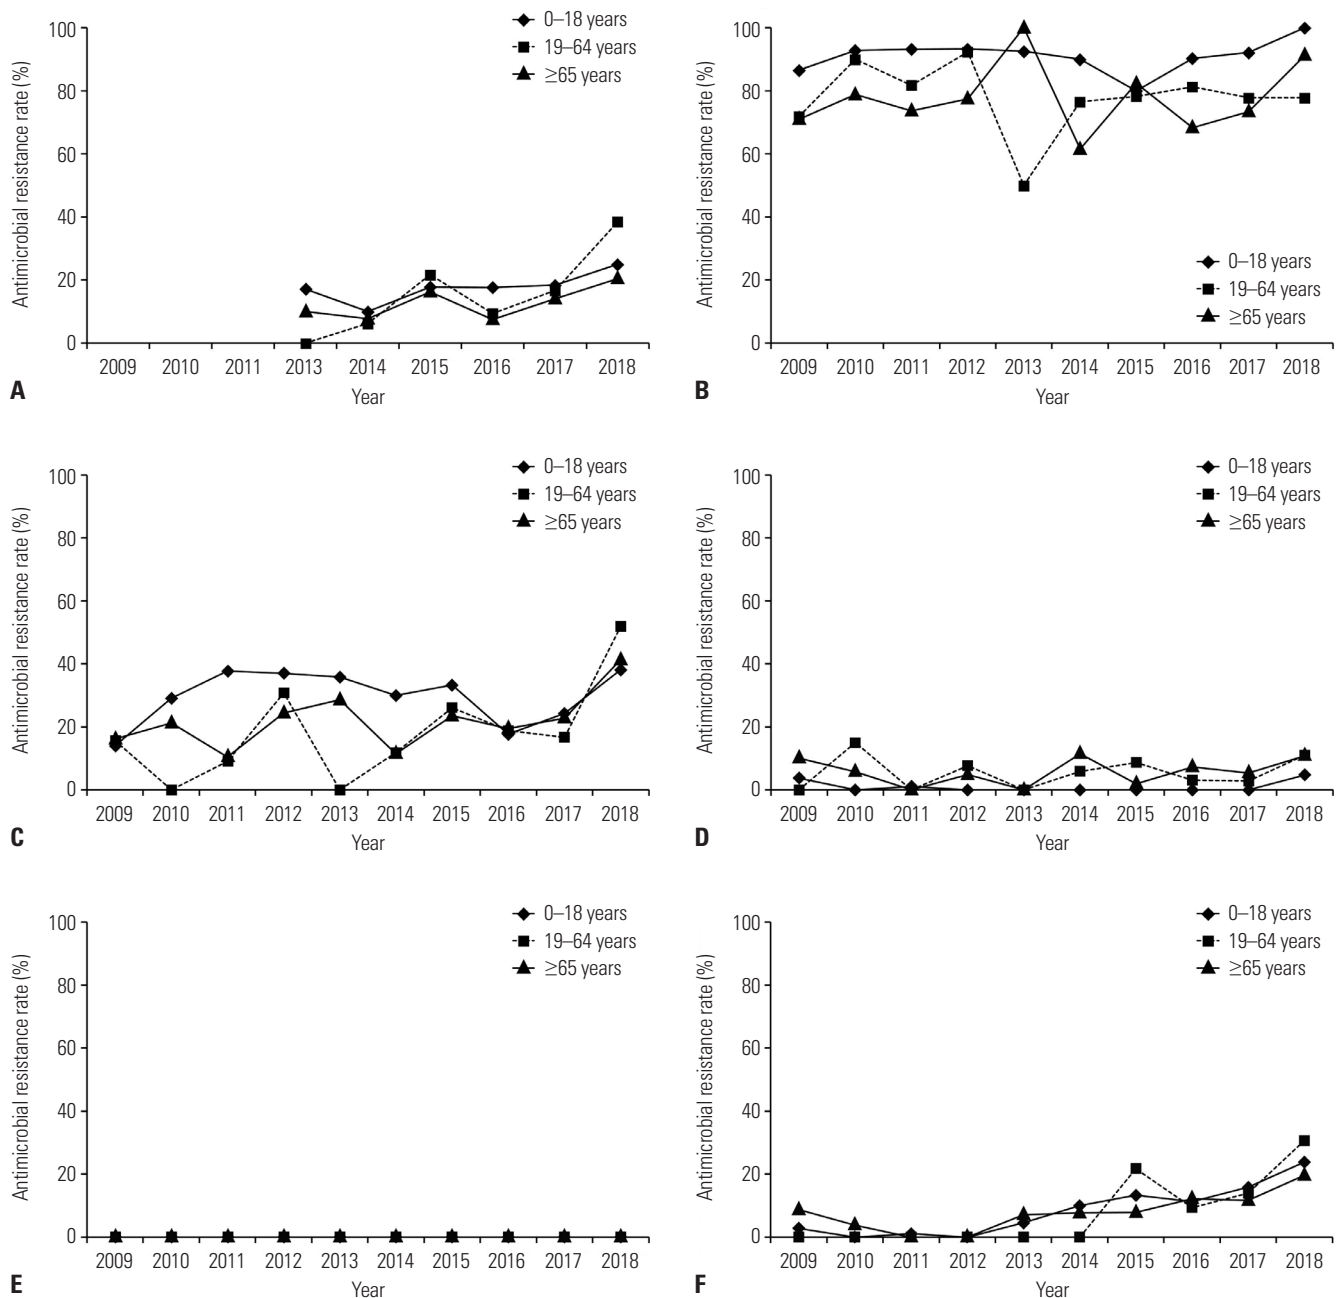 0–18 years
19–64 years
≥65 years
Antimicrobial resistance rate (%)
100
80
60
40
20
0
2009 2010 2011 2013 2014 2015 2016 2017 2018
Year
A
0–18 years
19–64 years
≥65 years
Antimicrobial resistance rate (%)
100
80
60
40
20
0
2009 2010 2011 2012 2013 2014 2015 2016 2017 2018
Year
B
0–18 years
19–64 years
≥65 years
Antimicrobial resistance rate (%)
100
80
60
40
20
0
2009 2010 2011 2012 2013 2014 2015 2016 2017 2018
Year
C
0–18 years
19–64 years
≥65 years
Antimicrobial resistance rate (%)
100
80
60
40
20
0
2009 2010 2011 2012 2013 2014 2015 2016 2017 2018
Year
D
0–18 years
19–64 years
≥65 years
Antimicrobial resistance rate (%)
100
80
60
40
20
0
2009 2010 2011 2012 2013 2014 2015 2016 2017 2018
Year
E
0–18 years
19–64 years
≥65 years
Antimicrobial resistance rate (%)
100
80
60
40
20
0
2009 2010 2011 2012 2013 2014 2015 2016 2017 2018
Year
F